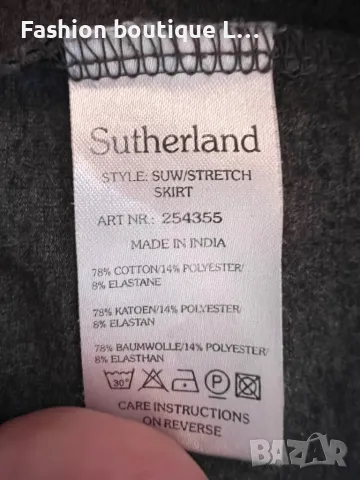 Fashion boutique L...
Sutherland
STYLE: SUW/STRETCH
SKIRT
ART NR.: 254355
MADE IN INDIA
78% COTTON/14% POLYESTER/
8% ELASTANE
78% KATOEN/14% POLYESTER/
8% ELASTAN
78% BAUMWOLLE/14% POLYESTER/
8% ELASTHAN
30°
P
CARE INSTRUCTIONS
ON REVERSE
BAZAR